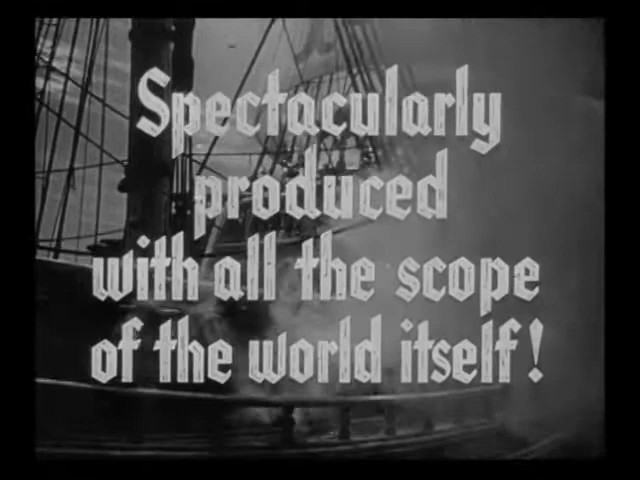 Spectacularly
produced
with all the scope
of the world itself!